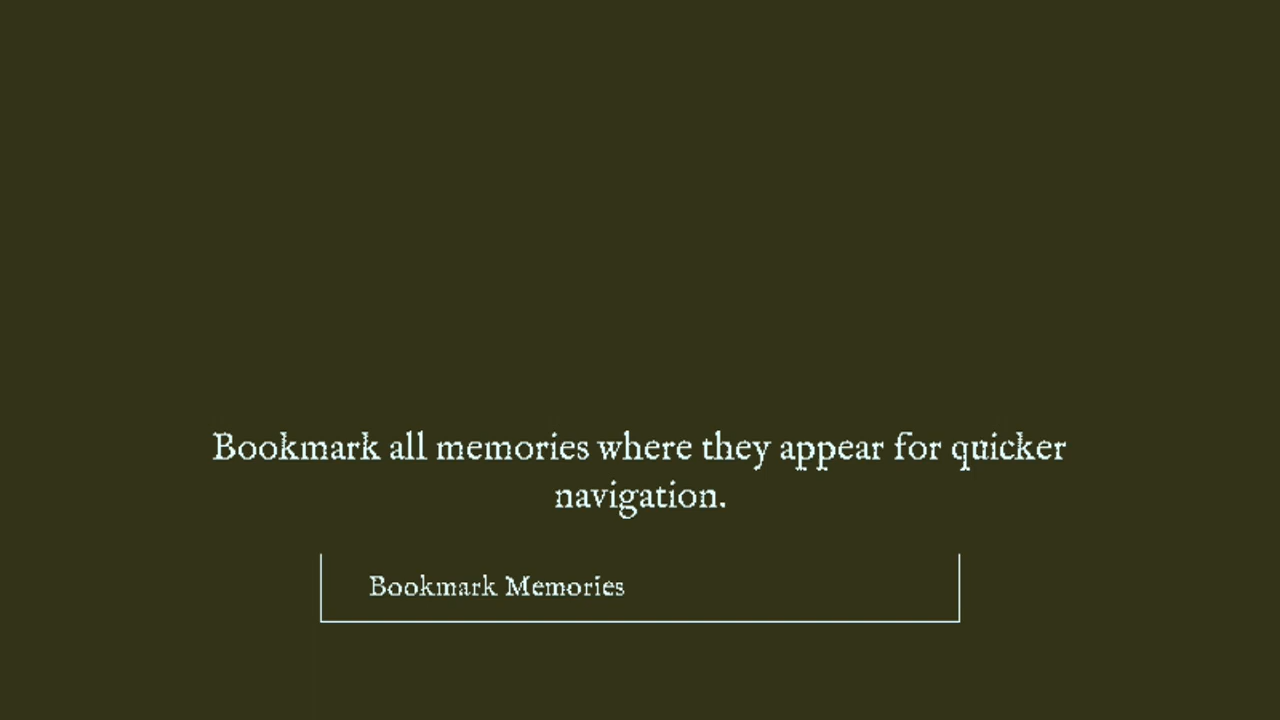 Bookmark all memories where they appear for quicker
navigation.
Bookmark Memories